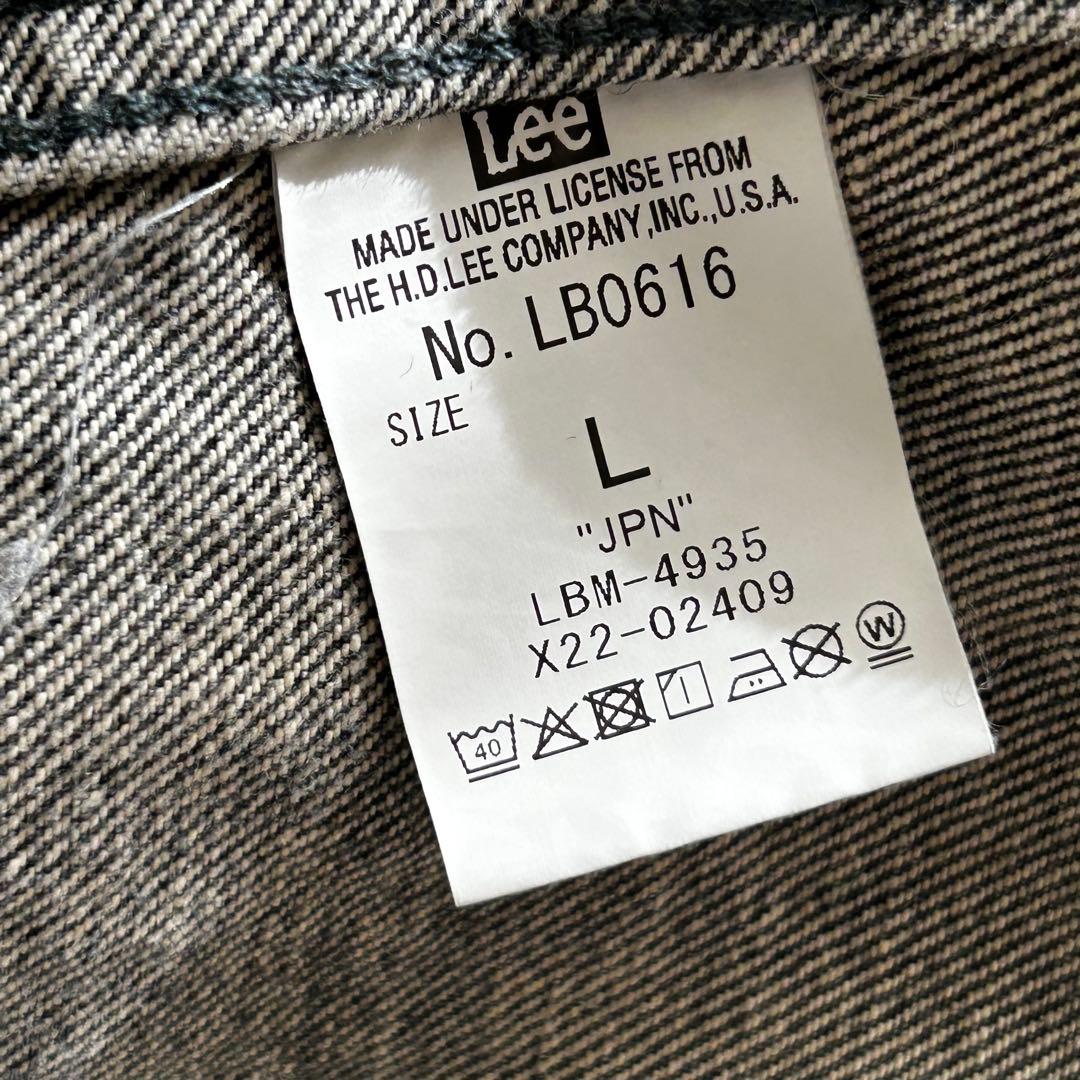 Lee
MADE UNDER LICENSE FROM
THE H.D.LEE COMPANY,INC.,U.S.A.
No. LB0616
SIZE
L
"JPN"
LBM-4935
X22-02409
40
W